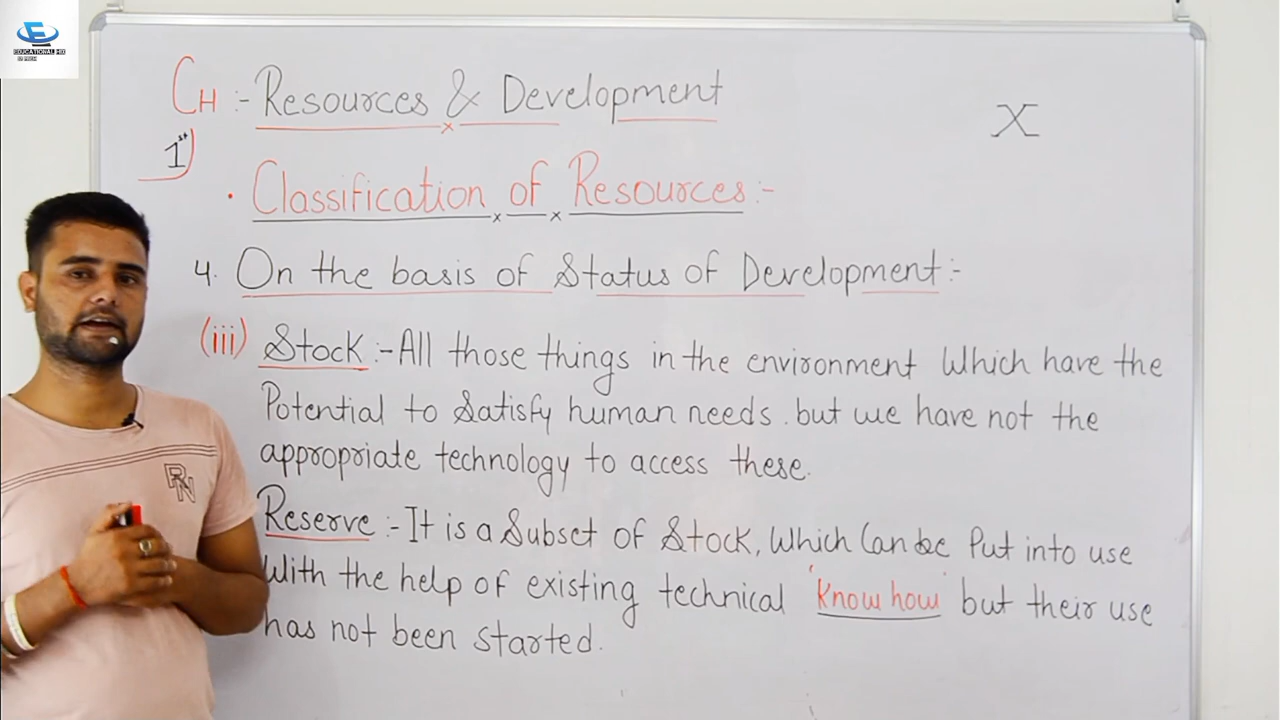 EDUCATIONAL HD
CH :- Resources & Development
X
1st
· Classification of Resources:-
4. On the basis of Status of Development:-
(iii) Stock :- All those things in the environment Which have the
Potential to Satisfy human needs. but we have not the
appropriate technology to access these.
Reserve :- It is a Subset of Stock, Which Can be Put into use
With the help of existing technical 'Know how' but their use
has not been started.